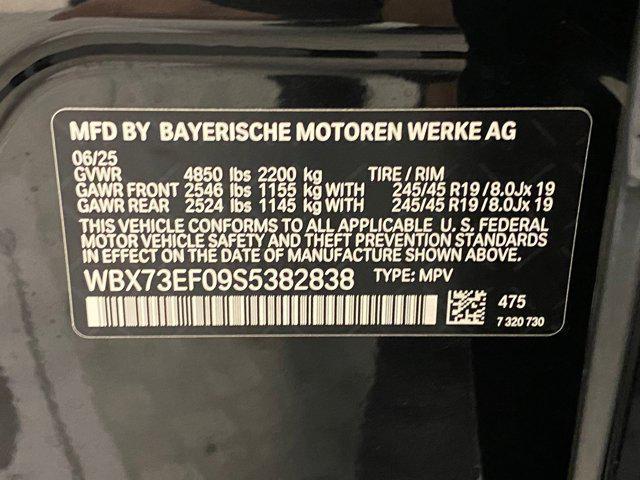 MFD BY BAYERISCHE MOTOREN WERKE AG
06/25
GVWR 4850 lbs 2200 kg TIRE / RIM
GAWR FRONT 2546 lbs 1155 kg WITH 245/45 R19 / 8.0Jx 19
GAWR REAR 2524 lbs 1145 kg WITH 245/45 R19 / 8.0Jx 19
THIS VEHICLE CONFORMS TO ALL APPLICABLE U. S. FEDERAL
MOTOR VEHICLE SAFETY AND THEFT PREVENTION STANDARDS
IN EFFECT ON THE DATE OF MANUFACTURE SHOWN ABOVE.
WBX73EF09S5382838 TYPE: MPV
475
7 320 730